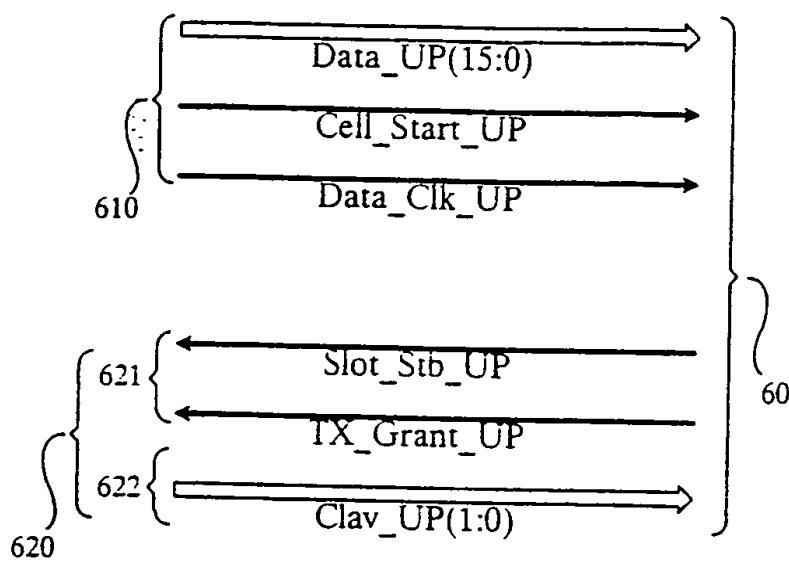 Data_UP(15:0)
Cell_Start_UP
Data_Clk_UP
610
Slot_Stb_UP
621
60
TX_Grant_UP
622
Clav_UP(1:0)
620